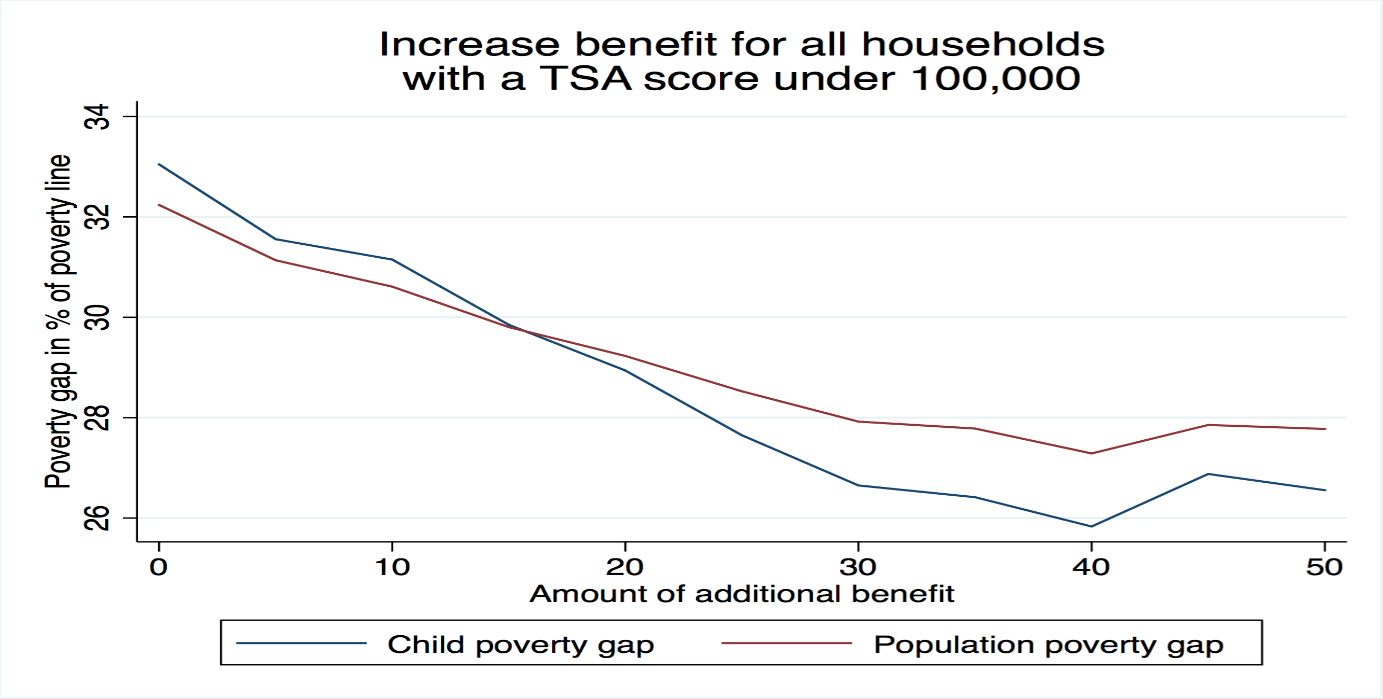 Increase benefit for all households
with a TSA score under 100,000
Poverty gap in % of poverty line
34
32
30
28
26
0 10 20 30 40 50
Amount of additional benefit
Child poverty gap Population poverty gap